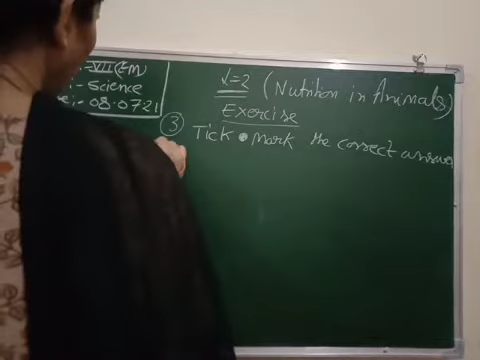 :- VII (EM)
:- Science
:- 08.07.21
L=2 (Nutrition in Animals)
Exercise
③ Tick mark the correct answer